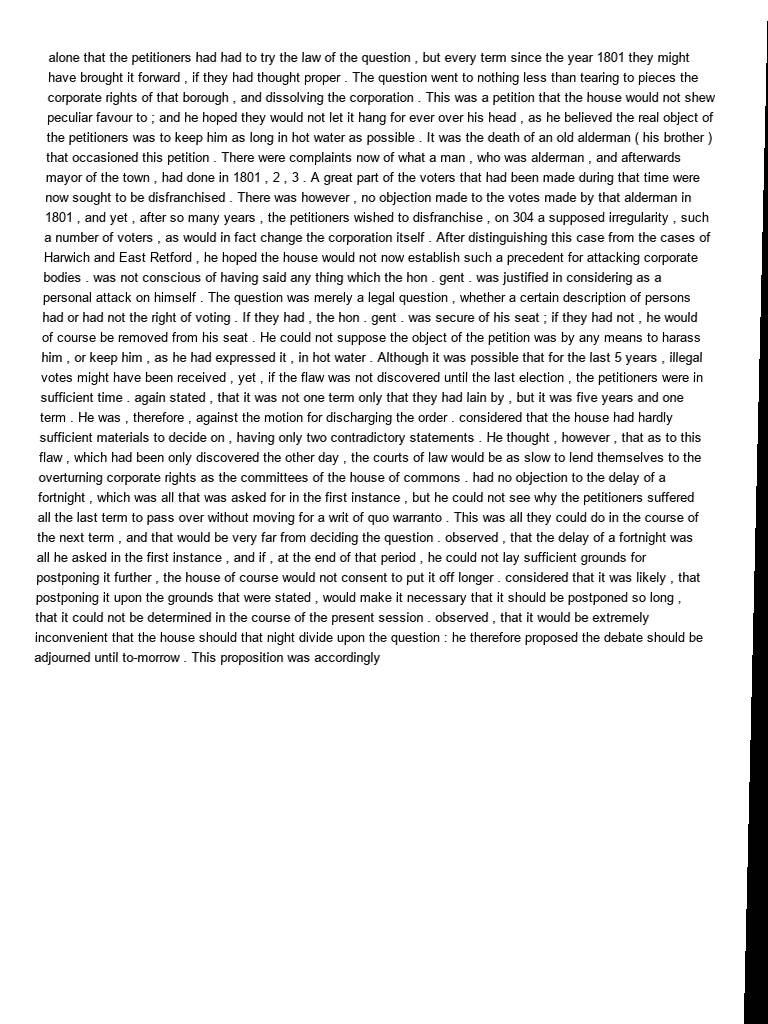 alone that the petitioners had had to try the law of the question , but every term since the year 1801 they might
have brought it forward , if they had thought proper . The question went to nothing less than tearing to pieces the
corporate rights of that borough , and dissolving the corporation . This was a petition that the house would not shew
peculiar favour to ; and he hoped they would not let it hang for ever over his head , as he believed the real object of
the petitioners was to keep him as long in hot water as possible . It was the death of an old alderman ( his brother )
that occasioned this petition . There were complaints now of what a man , who was alderman , and afterwards
mayor of the town , had done in 1801 , 2 , 3 . A great part of the voters that had been made during that time were
now sought to be disfranchised . There was however , no objection made to the votes made by that alderman in
1801 , and yet , after so many years , the petitioners wished to disfranchise , on 304 a supposed irregularity , such
a number of voters , as would in fact change the corporation itself . After distinguishing this case from the cases of
Harwich and East Retford , he hoped the house would not now establish such a precedent for attacking corporate
bodies . was not conscious of having said any thing which the hon . gent . was justified in considering as a
personal attack on himself . The question was merely a legal question , whether a certain description of persons
had or had not the right of voting . If they had , the hon . gent . was secure of his seat ; if they had not , he would
of course be removed from his seat . He could not suppose the object of the petition was by any means to harass
him , or keep him , as he had expressed it , in hot water . Although it was possible that for the last 5 years , illegal
votes might have been received , yet , if the flaw was not discovered until the last election , the petitioners were in
sufficient time . again stated , that it was not one term only that they had lain by , but it was five years and one
term . He was , therefore , against the motion for discharging the order . considered that the house had hardly
sufficient materials to decide on , having only two contradictory statements . He thought , however , that as to this
flaw , which had been only discovered the other day , the courts of law would be as slow to lend themselves to the
overturning corporate rights as the committees of the house of commons . had no objection to the delay of a
fortnight , which was all that was asked for in the first instance , but he could not see why the petitioners suffered
all the last term to pass over without moving for a writ of quo warranto . This was all they could do in the course of
the next term , and that would be very far from deciding the question . observed , that the delay of a fortnight was
all he asked in the first instance , and if , at the end of that period , he could not lay sufficient grounds for
postponing it further , the house of course would not consent to put it off longer . considered that it was likely , that
postponing it upon the grounds that were stated , would make it necessary that it should be postponed so long ,
that it could not be determined in the course of the present session . observed , that it would be extremely
inconvenient that the house should that night divide upon the question : he therefore proposed the debate should be
adjourned until to-morrow . This proposition was accordingly